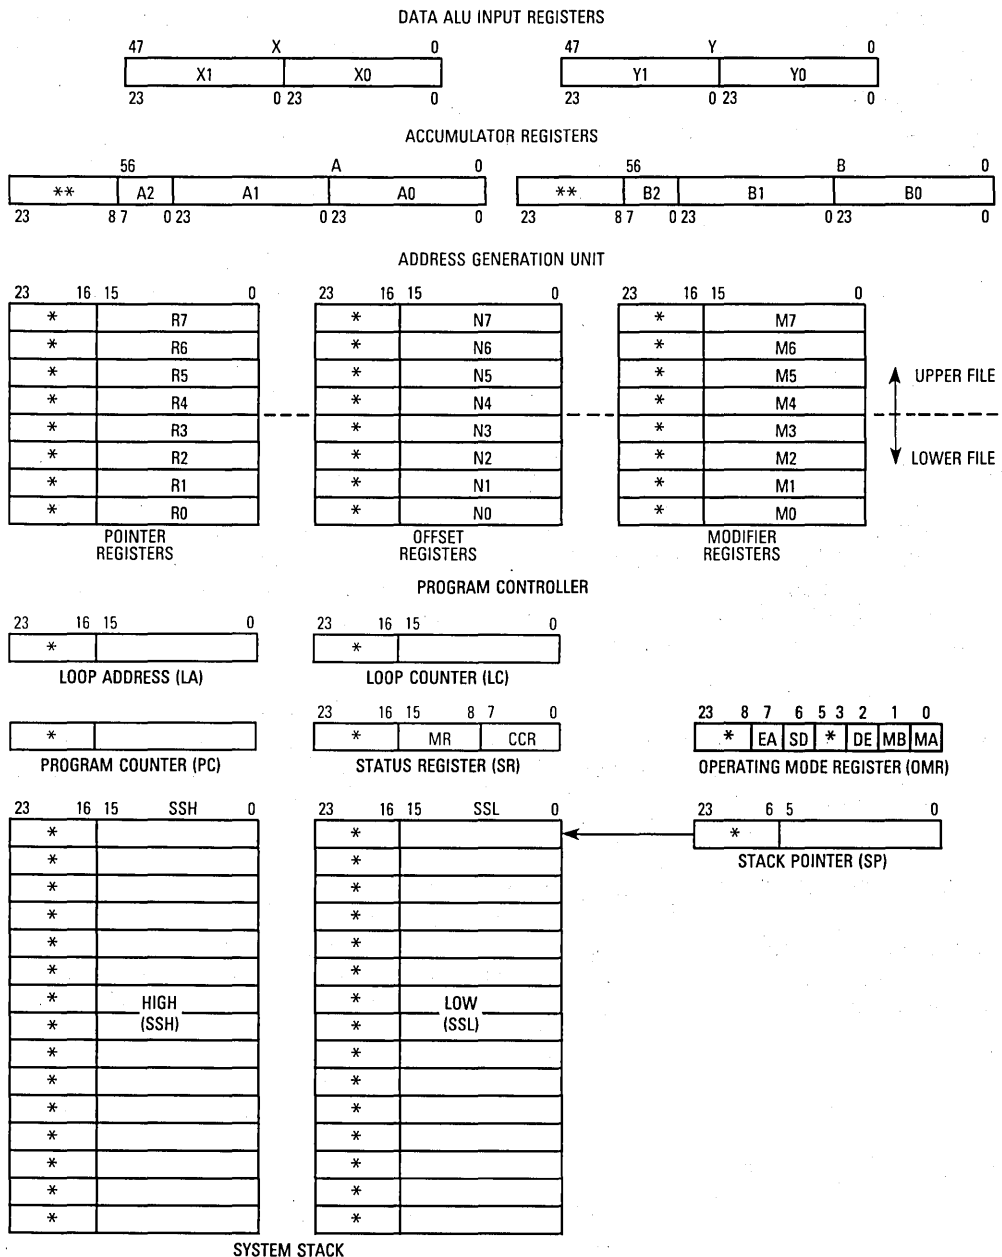 DATA ALU INPUT REGISTERS
47 X 0 47 Y 0
X1 X0 Y1 Y0
23 0 23 0 23 0 23 0
ACCUMULATOR REGISTERS
56 A 0 56 B 0
** A2 A1 A0 ** B2 B1 B0
23 8 7 0 23 0 23 0 23 8 7 0 23 0 23 0
ADDRESS GENERATION UNIT
23 16 15 0 23 16 15 0 23 16 15 0
* R7 * N7 * M7
* R6 * N6 * M6
* R5 * N5 * M5 UPPER FILE
* R4 * N4 * M4
* R3 * N3 * M3
* R2 * N2 * M2 LOWER FILE
* R1 * N1 * M1
* R0 * N0 * M0
POINTER REGISTERS OFFSET REGISTERS MODIFIER REGISTERS
PROGRAM CONTROLLER
23 16 15 0 23 16 15 0
* *
LOOP ADDRESS (LA) LOOP COUNTER (LC)
23 16 15 8 7 0 23 8 7 6 5 3 2 1 0
* * MR CCR * EA SD * DE MB MA
PROGRAM COUNTER (PC) STATUS REGISTER (SR) OPERATING MODE REGISTER (OMR)
23 16 15 SSH 0 23 16 15 SSL 0 23 6 5 0
* * *
STACK POINTER (SP)
* *
* *
* *
* *
* *
* HIGH * LOW
* (SSH) * (SSL)
* *
* *
* *
* *
* *
* *
* *
SYSTEM STACK